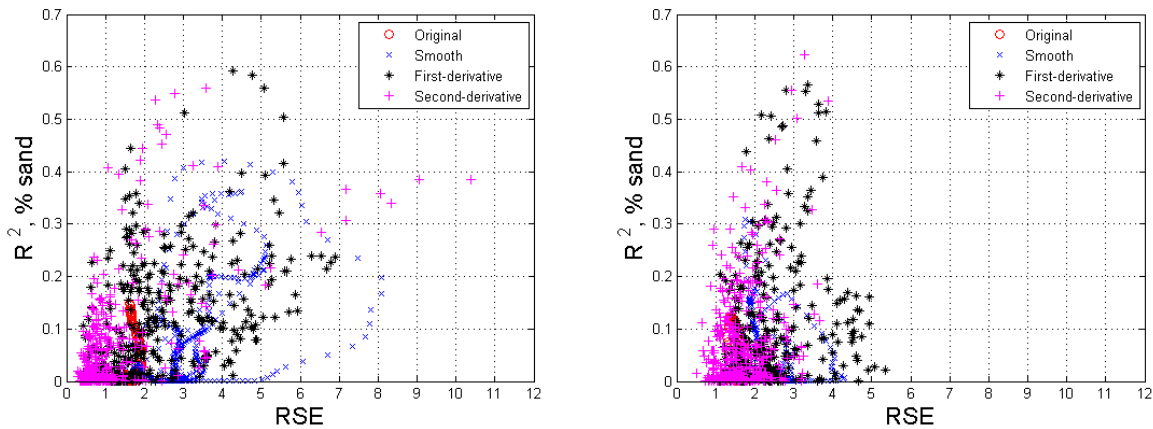 0.7
0.6
0.5
0.4
0.3
0.2
0.1
0
R², % sand
0 1 2 3 4 5 6 7 8 9 10 11 12
RSE
Original
Smooth
First-derivative
Second-derivative
0.7
0.6
0.5
0.4
0.3
0.2
0.1
0
R², % sand
0 1 2 3 4 5 6 7 8 9 10 11 12
RSE
Original
Smooth
First-derivative
Second-derivative